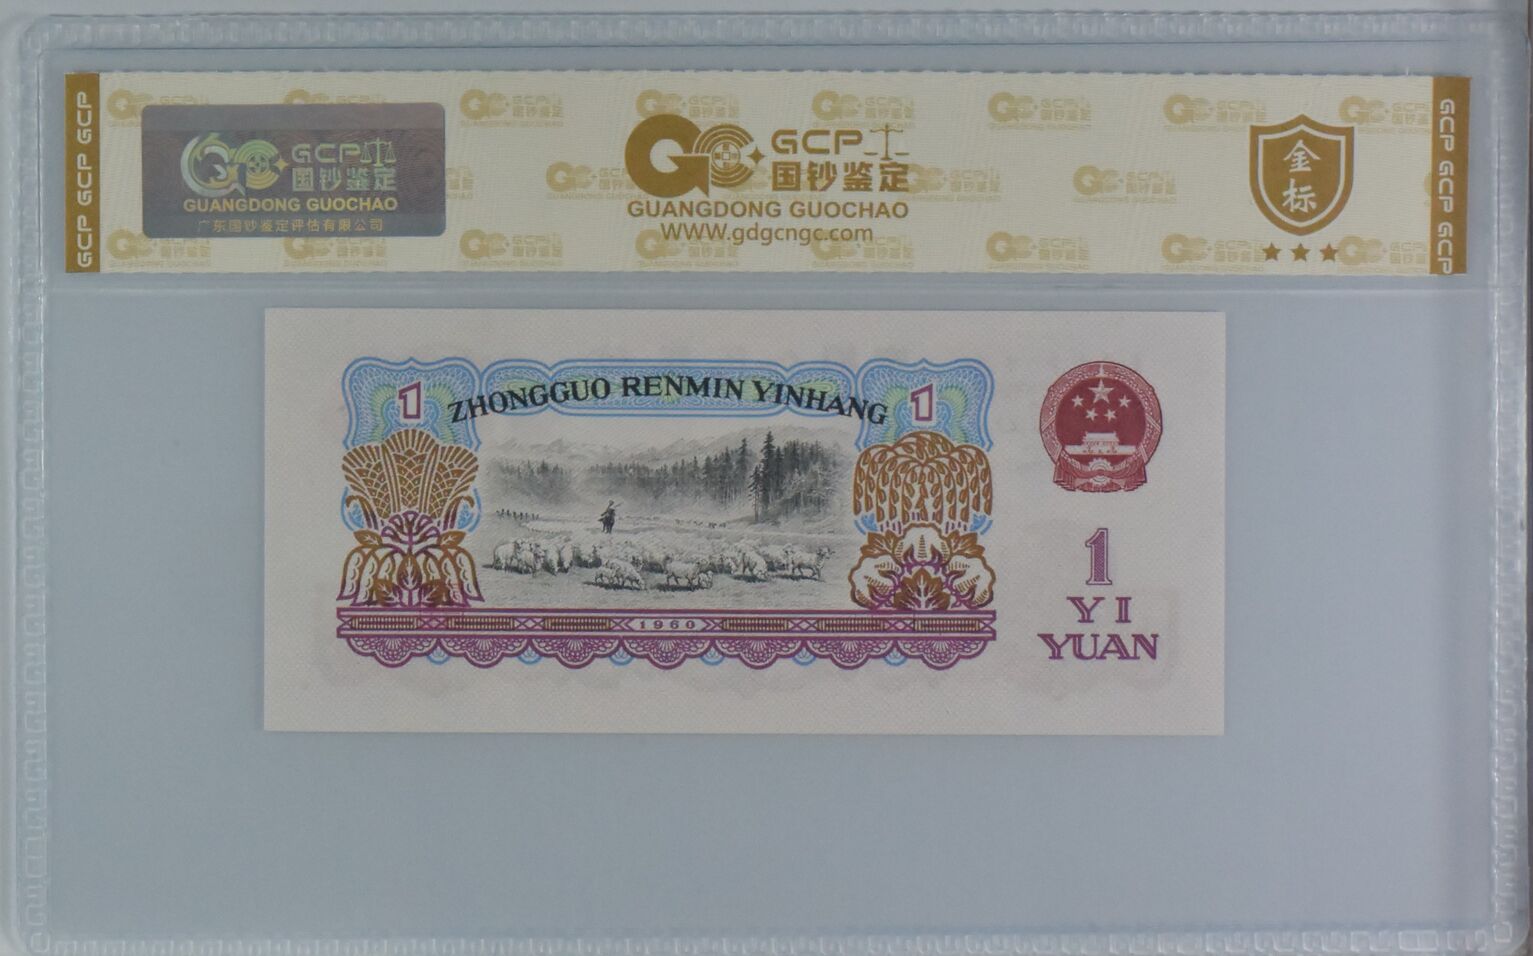 GCP GCP GCP
GCP
国钞鉴定
GUANGDONG GUOCHAO
广东国钞鉴定评估有限公司
GCP
国钞鉴定
GUANGDONG GUOCHAO
WWW.gdgcngc.com
金标
GCP GCP GCP
1
ZHONGGUO RENMIN YINHANG
1
1960
1
YI
YUAN